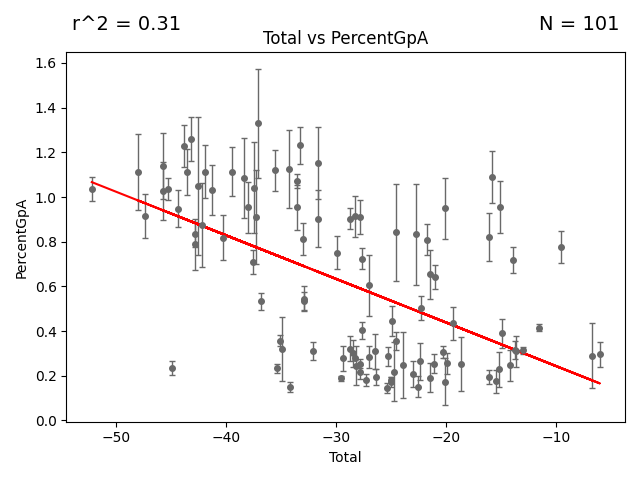 r^2 = 0.31
N = 101
Total vs PercentGpA
1.6
1.4
1.2
1.0
0.8
0.6
0.4
0.2
0.0
PercentGpA
−50
−40
−30
−20
−10
Total